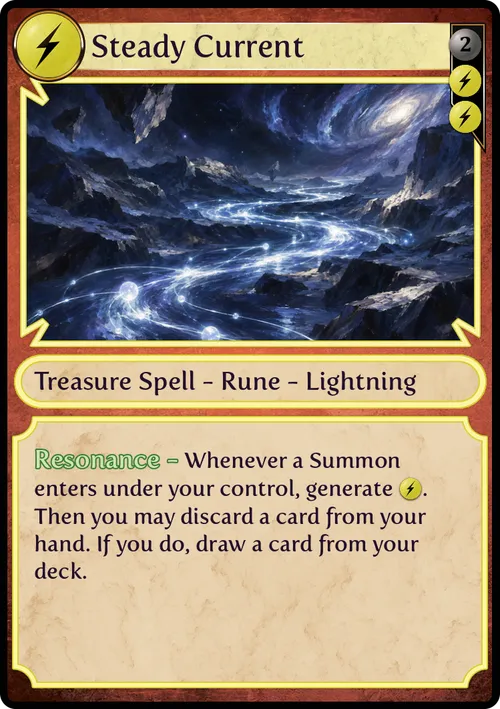 Steady Current
2
Treasure Spell - Rune - Lightning
Resonance - Whenever a Summon
enters under your control, generate .
Then you may discard a card from your
hand. If you do, draw a card from your
deck.